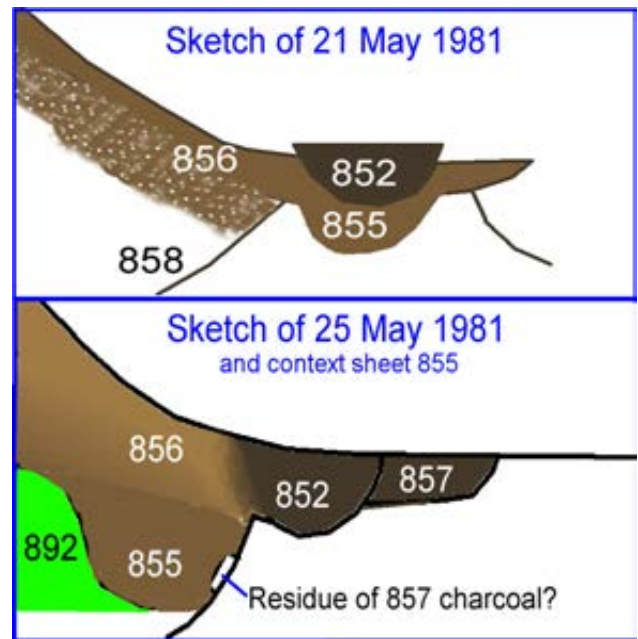 Sketch of 21 May 1981
856
852
855
858
Sketch of 25 May 1981
and context sheet 855
856
852
857
892
855
Residue of 857 charcoal?